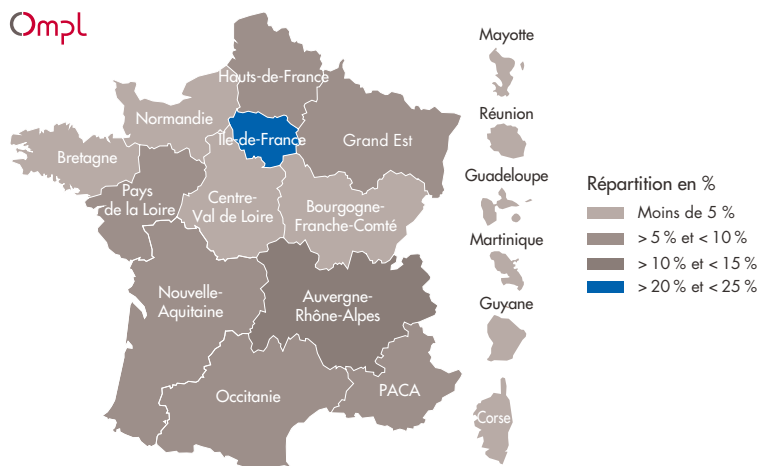 Ompl
Hauts-de-France
Normandie
Île-de-France
Grand Est
Bretagne
Pays
de la Loire
Centre-
Val de Loire
Bourgogne-
Franche-Comté
Nouvelle-
Aquitaine
Auvergne-
Rhône-Alpes
Occitanie
PACA
Mayotte
Réunion
Guadeloupe
Martinique
Guyane
Corse
Répartition en %
Moins de 5 %
> 5 % et < 10 %
> 10 % et < 15 %
> 20 % et < 25 %